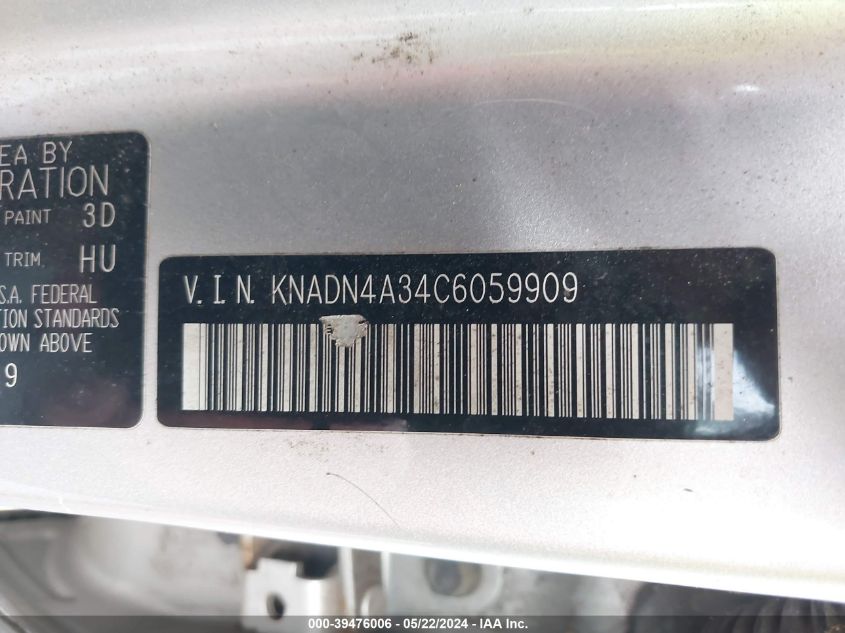 EA BY
RATION
PAINT 3D
TRIM. HU
S.A. FEDERAL
TION STANDARDS
OWN ABOVE
9
V.I.N. KNADN4A34C6059909
000-39476006 / 05/22/2024 - IAA Inc.